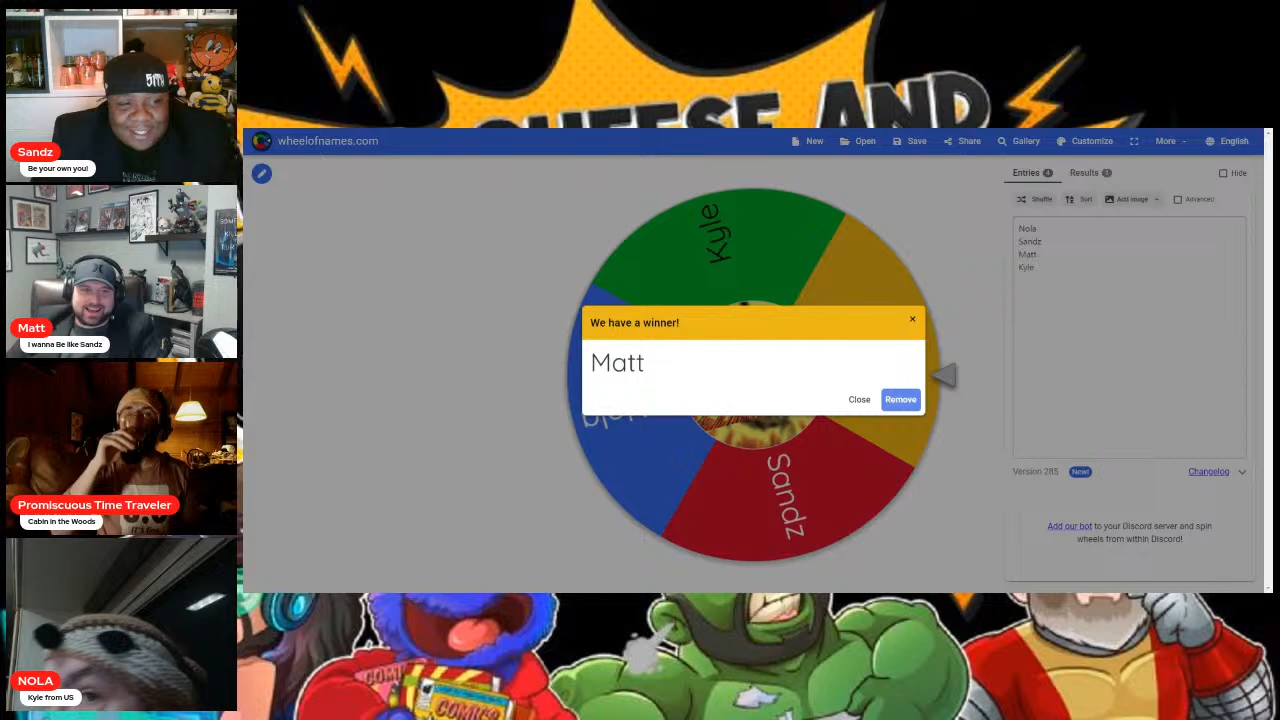 Sandz
Be your own you!
Matt
I wanna Be like Sandz
Promiscuous Time Traveler
Cabin in the Woods
NOLA
Kyle from US
CHEESE AND
wheelofnames.com
New
Open
Save
Share
Gallery
Customize
More
English
Entries 4
Results 1
Hide
Shuffle
Sort
Add image
Advanced
Nola
Sandz
Matt
Kyle
Kyle
Sandz
We have a winner!
×
Matt
Close
Remove
Version 285
New!
Changelog
Add our bot to your Discord server and spin
wheels from within Discord!
COMICS